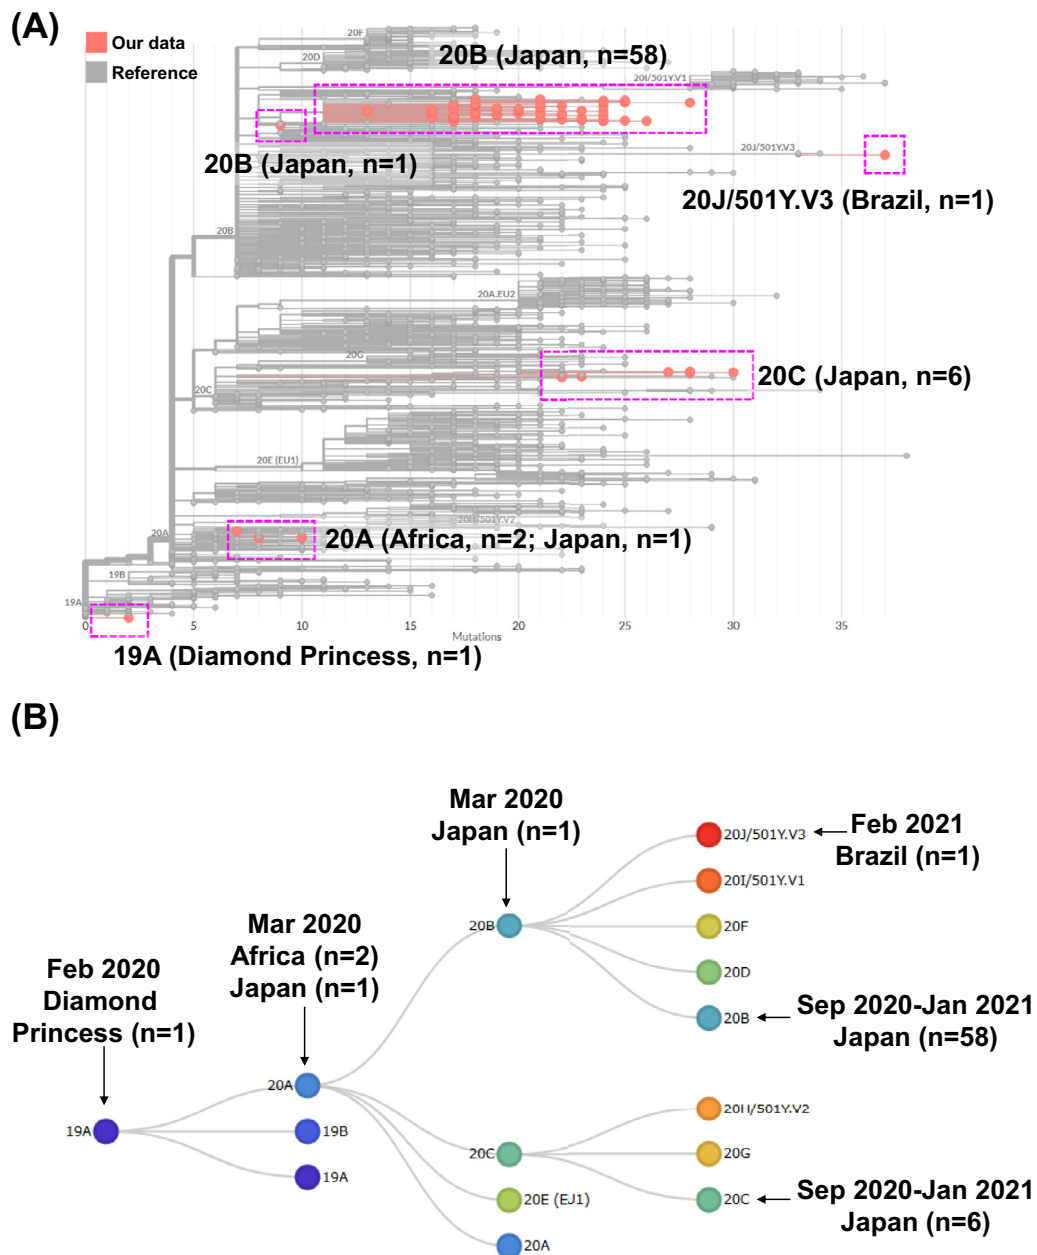 (A)
Our data
Reference
20F
20D
20B (Japan, n=58)
20I/501Y.V1
20B (Japan, n=1)
20J/501Y.V3
20J/501Y.V3 (Brazil, n=1)
20B
20A.EU2
20G
20C
20C (Japan, n=6)
20E (EU1)
20H/501Y.V2
20A
20A (Africa, n=2; Japan, n=1)
19B
19A
0 5 10 15 20 25 30 35
Mutations
19A (Diamond Princess, n=1)
(B)
Mar 2020
Japan (n=1)
20J/501Y.V3
Feb 2021
Brazil (n=1)
20I/501Y.V1
20B
20F
Mar 2020
Africa (n=2)
Japan (n=1)
20D
Feb 2020
Diamond
Princess (n=1)
20B
Sep 2020-Jan 2021
Japan (n=58)
20A
20H/501Y.V2
19A
19B
20C
20G
19A
20E (EJ1)
20C
Sep 2020-Jan 2021
Japan (n=6)
20A